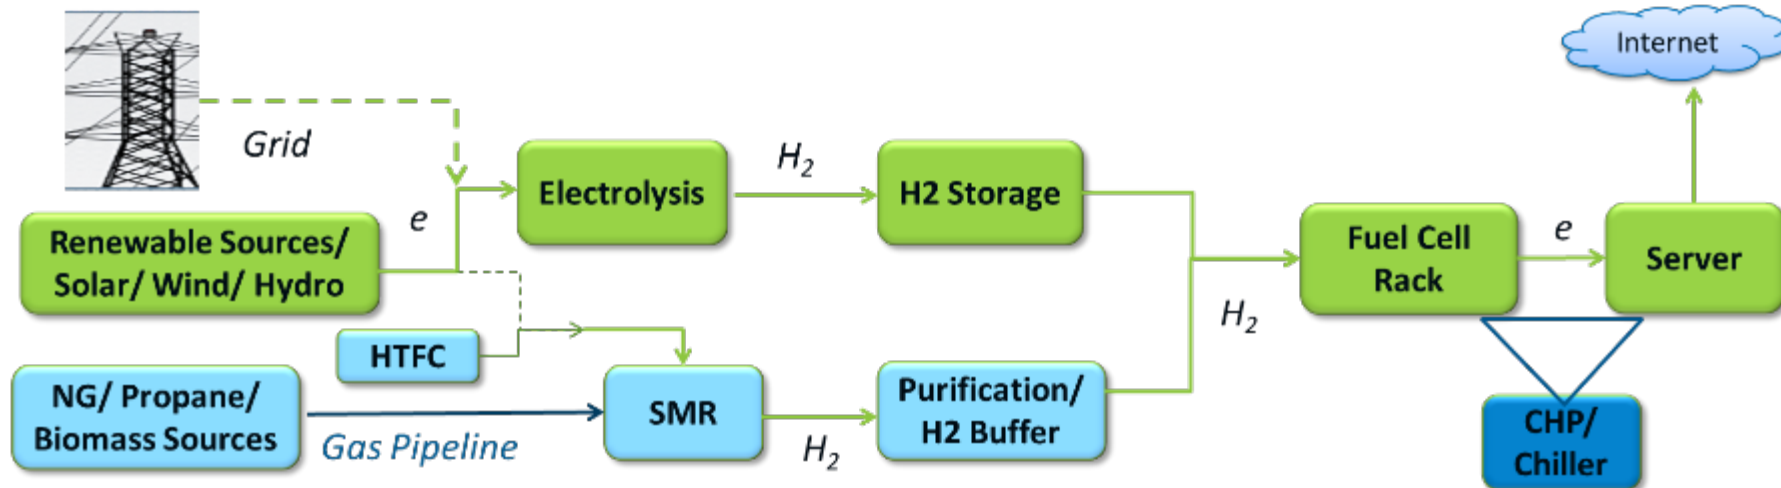 Internet
Grid
Electrolysis
H2
H2 Storage
Renewable Sources/
Solar/ Wind/ Hydro
e
Fuel Cell
Rack
e
Server
H2
HTFC
NG/ Propane/
Biomass Sources
Gas Pipeline
SMR
H2
Purification/
H2 Buffer
CHP/
Chiller